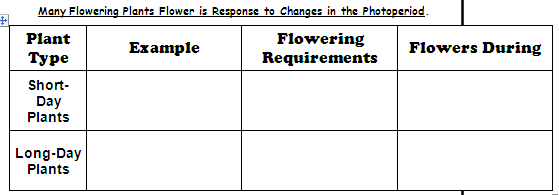 Many Flowering Plants Flower is Response to Changes in the Photoperiod.
Plant Type
Example
Flowering Requirements
Flowers During
Short-Day Plants
Long-Day Plants